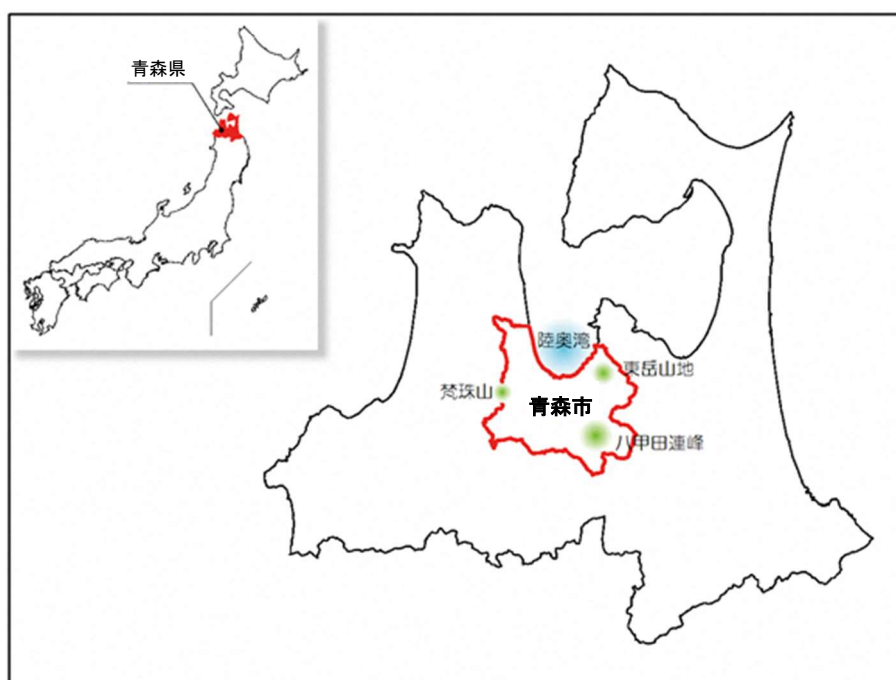 青森県
陸奥湾
東岳山地
梵珠山
青森市
八甲田連峰